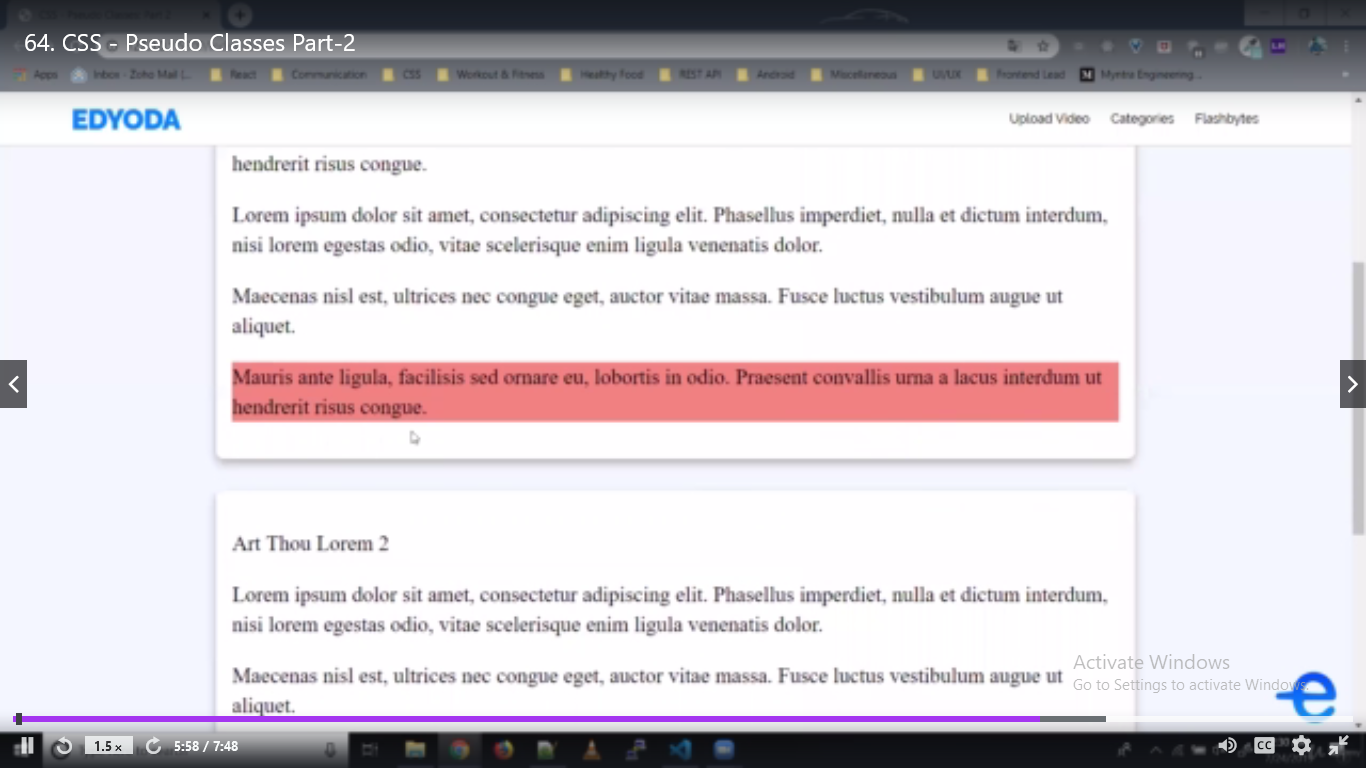 64. CSS - Pseudo Classes Part-2
Apps Inbox - Zoho Mail (... React Communication CSS Workout & Fitness Healthy Food REST API Android Miscelleneous UI/UX Frontend Lead M Myntra Engineering...
EDYODA Upload Video Categories Flashbytes
hendrerit risus congue.
Lorem ipsum dolor sit amet, consectetur adipiscing elit. Phasellus imperdiet, nulla et dictum interdum,
nisi lorem egestas odio, vitae scelerisque enim ligula venenatis dolor.
Maecenas nisl est, ultrices nec congue eget, auctor vitae massa. Fusce luctus vestibulum augue ut
aliquet.
Mauris ante ligula, facilisis sed ornare eu, lobortis in odio. Praesent convallis urna a lacus interdum ut
hendrerit risus congue.
Art Thou Lorem 2
Lorem ipsum dolor sit amet, consectetur adipiscing elit. Phasellus imperdiet, nulla et dictum interdum,
nisi lorem egestas odio, vitae scelerisque enim ligula venenatis dolor.
Maecenas nisl est, ultrices nec congue eget, auctor vitae massa. Fusce luctus vestibulum augue ut
aliquet.
Activate Windows
Go to Settings to activate Windows.
e
1.5 x 5:58 / 7:48 CC